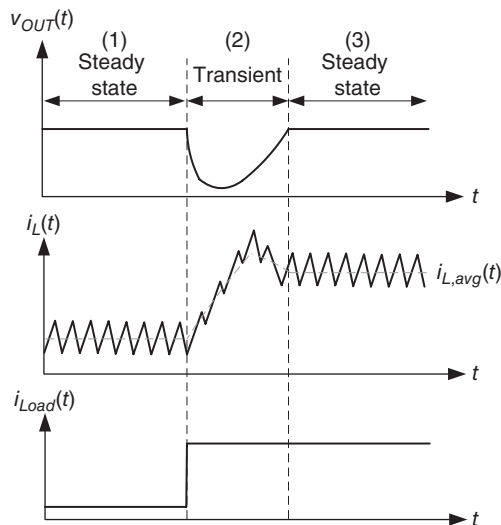 v_OUT(t)
(1)
Steady
state
(2)
Transient
(3)
Steady
state
t
i_L(t)
i_L,avg(t)
t
i_Load(t)
t